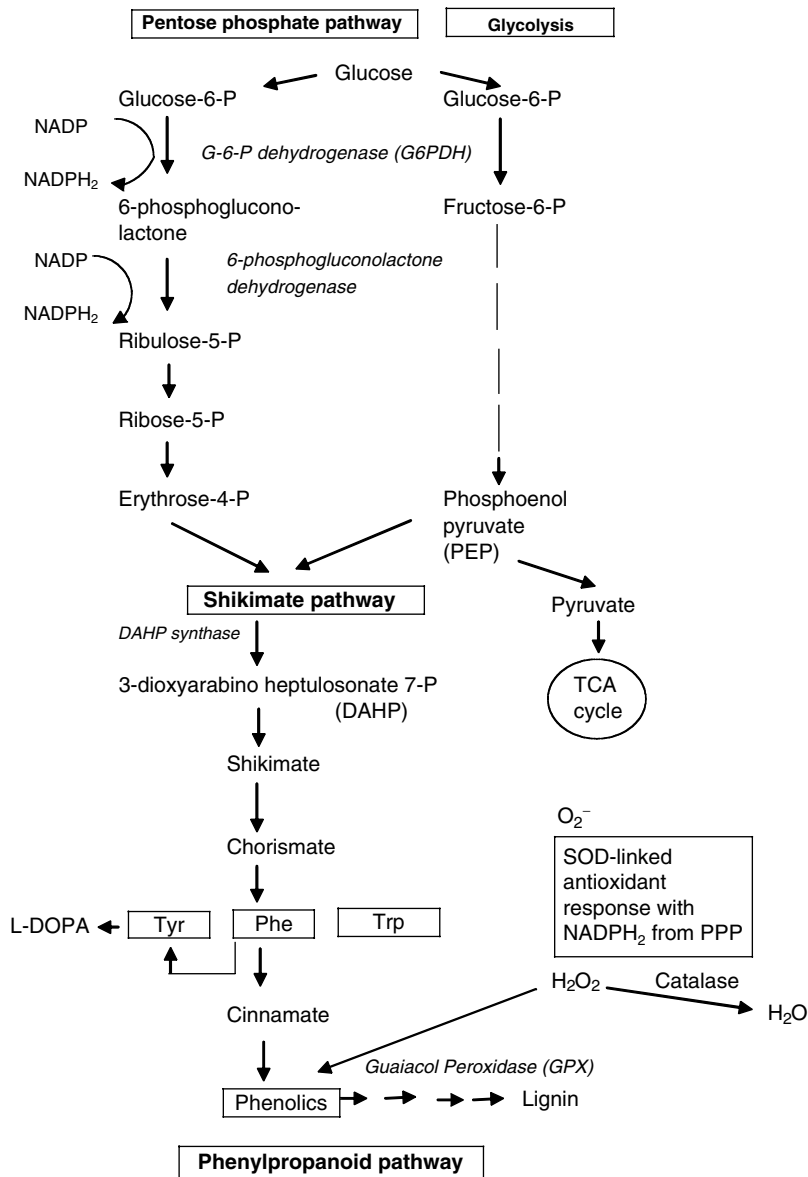 Pentose phosphate pathway
Glycolysis
Glucose
Glucose-6-P
Glucose-6-P
NADP
G-6-P dehydrogenase (G6PDH)
NADPH₂
6-phosphoglucono-
lactone
Fructose-6-P
NADP
6-phosphogluconolactone
dehydrogenase
NADPH₂
Ribulose-5-P
Ribose-5-P
Erythrose-4-P
Phosphoenol
pyruvate
(PEP)
Shikimate pathway
Pyruvate
DAHP synthase
3-dioxyarabino heptulosonate 7-P
(DAHP)
TCA
cycle
Shikimate
O₂⁻
Chorismate
SOD-linked
antioxidant
response with
NADPH₂ from PPP
L-DOPA
Tyr
Phe
Trp
H₂O₂
Catalase
H₂O
Cinnamate
Guaiacol Peroxidase (GPX)
Phenolics
Lignin
Phenylpropanoid pathway